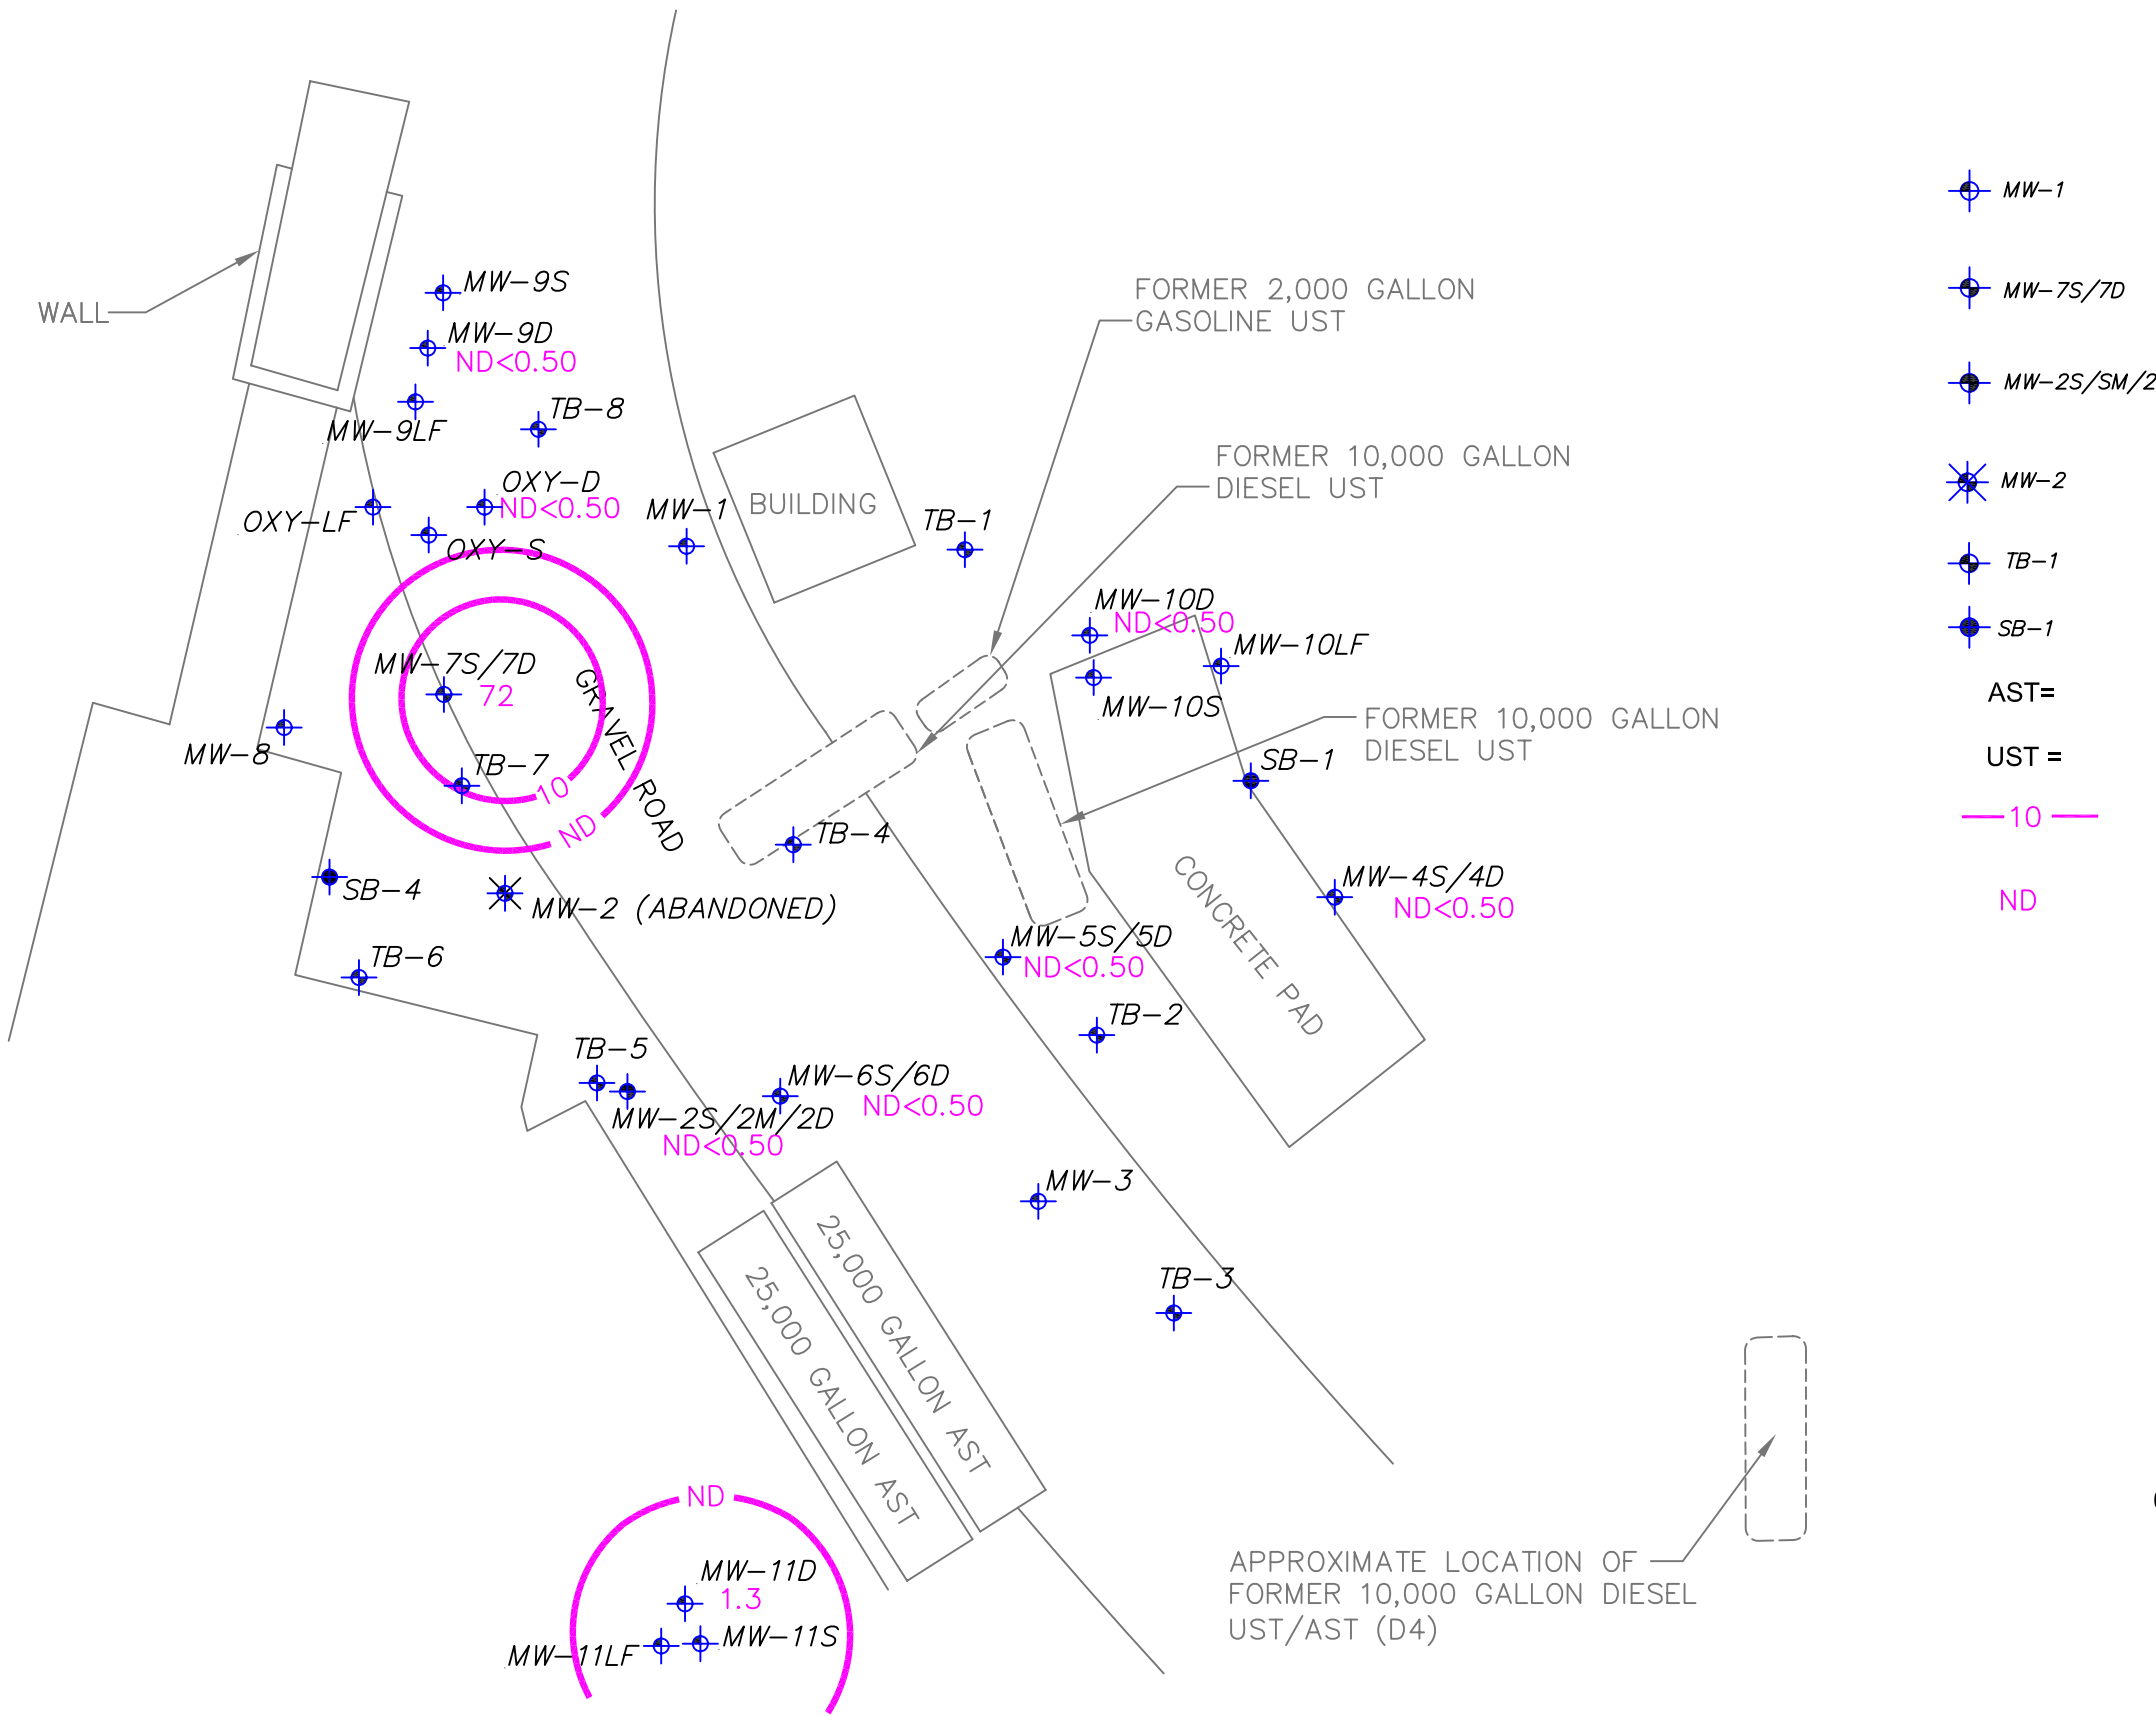 WALL
MW-9S
MW-9D
ND<0.50
MW-9LF
TB-8
OXY-D
ND<0.50
OXY-LF
OXY-S
MW-1
BUILDING
TB-1
FORMER 2,000 GALLON
GASOLINE UST
FORMER 10,000 GALLON
DIESEL UST
MW-10D
ND<0.50
MW-10LF
MW-10S
FORMER 10,000 GALLON
DIESEL UST
MW-7S/7D
72
GRAVEL ROAD
MW-8
TB-7
10
ND
TB-4
SB-1
SB-4
MW-2 (ABANDONED)
MW-4S/4D
ND<0.50
CONCRETE PAD
MW-5S/5D
ND<0.50
TB-6
TB-2
TB-5
MW-6S/6D
ND<0.50
MW-2S/2M/2D
ND<0.50
MW-3
TB-3
25,000 GALLON AST
25,000 GALLON AST
ND
MW-11D
1.3
MW-11S
MW-11LF
APPROXIMATE LOCATION OF
FORMER 10,000 GALLON DIESEL
UST/AST (D4)
MW-1
MW-7S/7D
MW-2S/SM/2
MW-2
TB-1
SB-1
AST=
UST =
10
ND